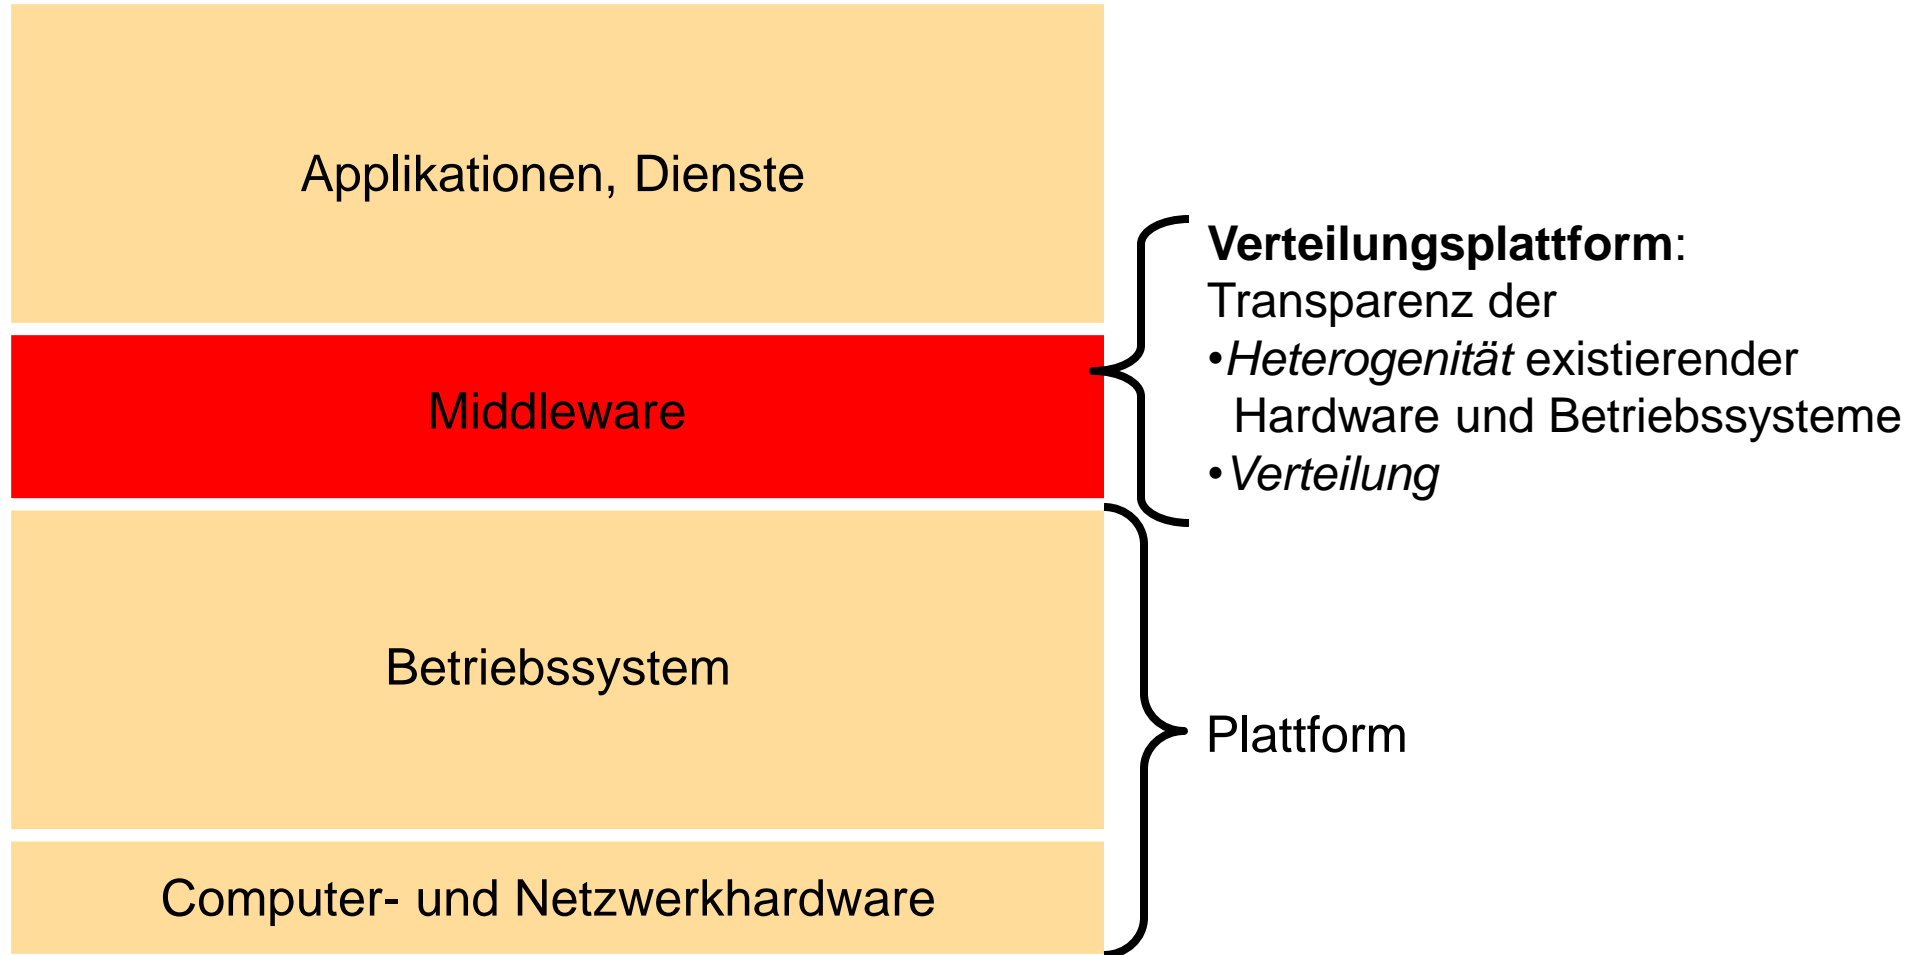 Applikationen, Dienste
Verteilungsplattform:
Transparenz der
•Heterogenität existierender
Hardware und Betriebssysteme
•Verteilung
Middleware
Betriebssystem
Plattform
Computer- und Netzwerkhardware